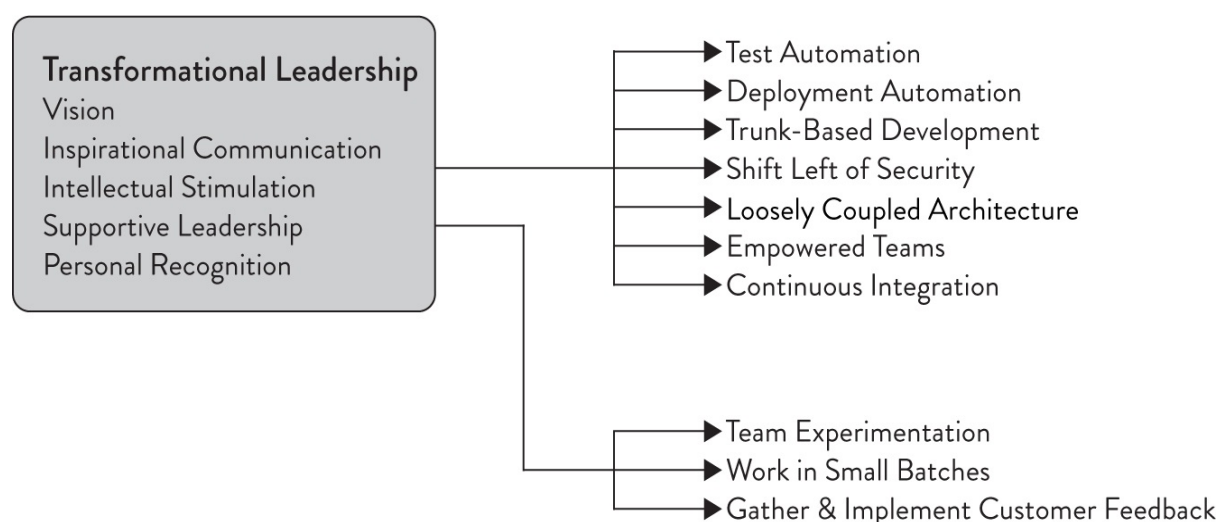 Transformational Leadership
Vision
Inspirational Communication
Intellectual Stimulation
Supportive Leadership
Personal Recognition
Test Automation
Deployment Automation
Trunk-Based Development
Shift Left of Security
Loosely Coupled Architecture
Empowered Teams
Continuous Integration
Team Experimentation
Work in Small Batches
Gather & Implement Customer Feedback